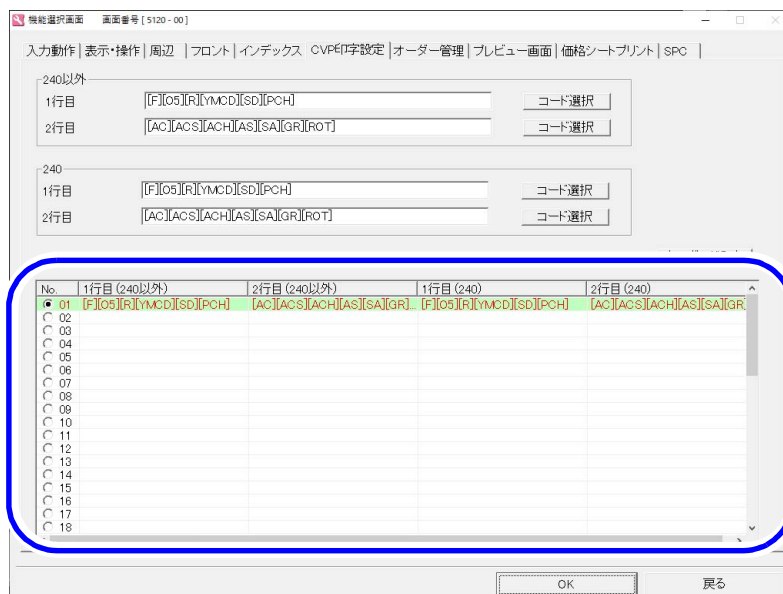 機能選択画面　画面番号 [ 5120 - 00 ]
入力動作 | 表示・操作 | 周辺 | フロント | インデックス　CVP印字設定 | オーダー管理 | プレビュー画面 | 価格シートプリント | SPC |
240以外
1行目 [F][05][R][YMCD][SD][PCH] コード選択
2行目 [AC][ACS][ACH][AS][SA][GR][ROT] コード選択
240
1行目 [F][05][R][YMCD][SD][PCH] コード選択
2行目 [AC][ACS][ACH][AS][SA][GR][ROT] コード選択
No. 1行目(240以外) 2行目(240以外) 1行目(240) 2行目(240)
01 [F][05][R][YMCD][SD][PCH] [AC][ACS][ACH][AS][SA][GR]... [F][05][R][YMCD][SD][PCH] [AC][ACS][ACH][AS][SA][GR
02
03
04
05
06
07
08
09
10
11
12
13
14
15
16
17
18
OK 戻る